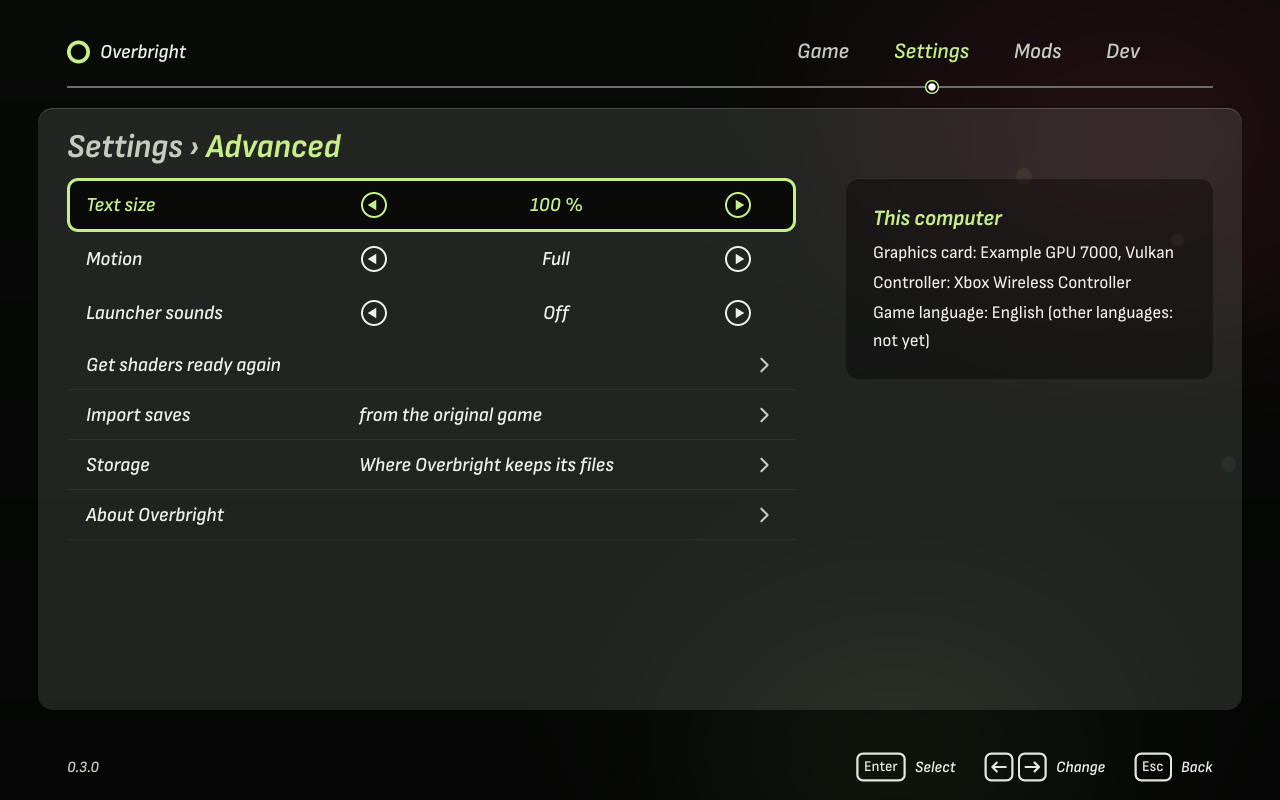 Overbright
Game Settings Mods Dev
Settings › Advanced
Text size 100 %
Motion Full
Launcher sounds Off
Get shaders ready again
Import saves from the original game
Storage Where Overbright keeps its files
About Overbright
This computer
Graphics card: Example GPU 7000, Vulkan
Controller: Xbox Wireless Controller
Game language: English (other languages:
not yet)
0.3.0
Enter Select ← → Change Esc Back